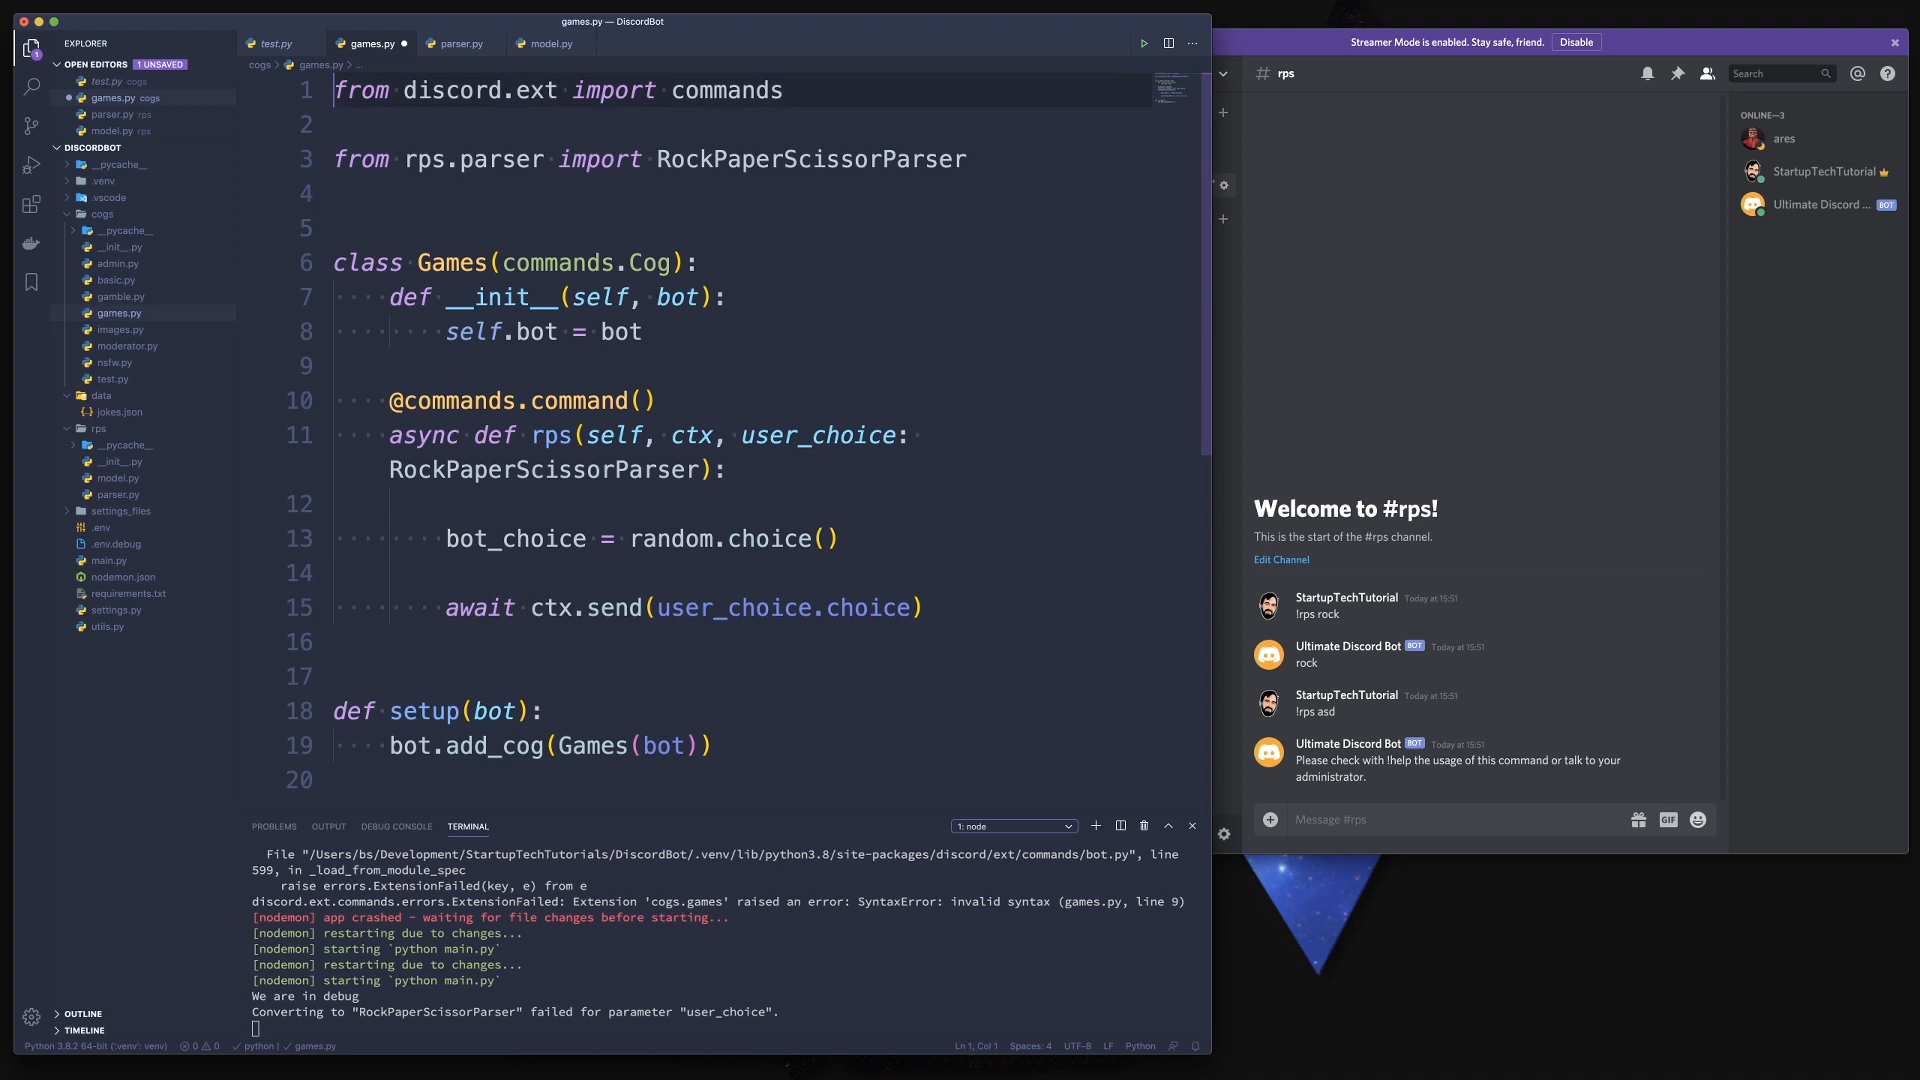 games.py — DiscordBot
EXPLORER
OPEN EDITORS 1 UNSAVED
test.py cogs
games.py cogs
parser.py rps
model.py rps
DISCORDBOT
__pycache__
.venv
.vscode
cogs
__pycache__
__init__.py
admin.py
basic.py
gamble.py
games.py
images.py
moderator.py
nsfw.py
test.py
data
jokes.json
rps
__pycache__
__init__.py
model.py
parser.py
settings_files
.env
.env.debug
main.py
nodemon.json
requirements.txt
settings.py
utils.py
OUTLINE
TIMELINE
test.py games.py parser.py model.py
cogs > games.py > ...
1 from discord.ext import commands
2
3 from rps.parser import RockPaperScissorParser
4
5
6 class Games(commands.Cog):
7 def __init__(self, bot):
8 self.bot = bot
9
10 @commands.command()
11 async def rps(self, ctx, user_choice:
RockPaperScissorParser):
12
13 bot_choice = random.choice()
14
15 await ctx.send(user_choice.choice)
16
17
18 def setup(bot):
19 bot.add_cog(Games(bot))
20
PROBLEMS OUTPUT DEBUG CONSOLE TERMINAL 1: node
File "/Users/bs/Development/StartupTechTutorials/DiscordBot/.venv/lib/python3.8/site-packages/discord/ext/commands/bot.py", line
599, in _load_from_module_spec
raise errors.ExtensionFailed(key, e) from e
discord.ext.commands.errors.ExtensionFailed: Extension 'cogs.games' raised an error: SyntaxError: invalid syntax (games.py, line 9)
[nodemon] app crashed - waiting for file changes before starting...
[nodemon] restarting due to changes...
[nodemon] starting `python main.py`
[nodemon] restarting due to changes...
[nodemon] starting `python main.py`
We are in debug
Converting to "RockPaperScissorParser" failed for parameter "user_choice".
Python 3.8.2 64-bit ('.venv': venv) 0 0 python | games.py Ln 1, Col 1 Spaces: 4 UTF-8 LF Python
Streamer Mode is enabled. Stay safe, friend. Disable
# rps
Search
Welcome to #rps!
This is the start of the #rps channel.
Edit Channel
StartupTechTutorial Today at 15:51
!rps rock
Ultimate Discord Bot BOT Today at 15:51
rock
StartupTechTutorial Today at 15:51
!rps asd
Ultimate Discord Bot BOT Today at 15:51
Please check with !help the usage of this command or talk to your
administrator.
Message #rps
GIF
ONLINE—3
ares
StartupTechTutorial
Ultimate Discord ... BOT